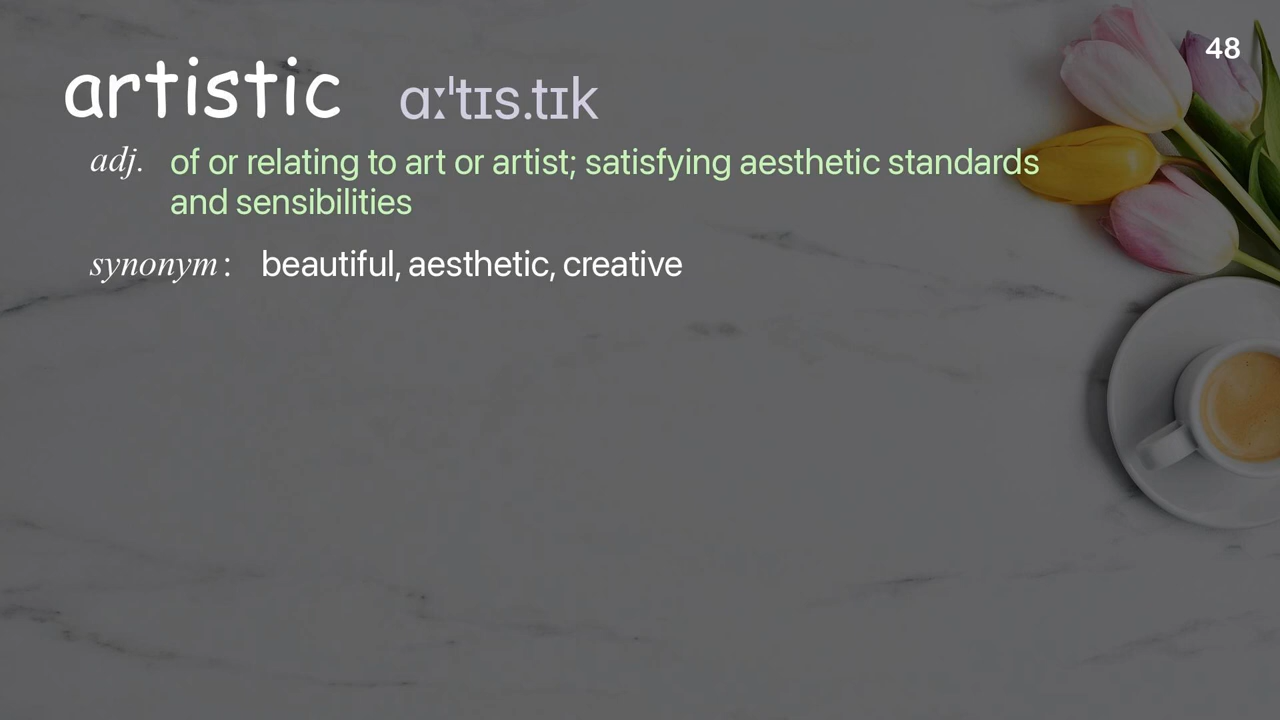 48
artistic ɑːˈtɪs.tɪk
adj. of or relating to art or artist; satisfying aesthetic standards
and sensibilities
synonym : beautiful, aesthetic, creative